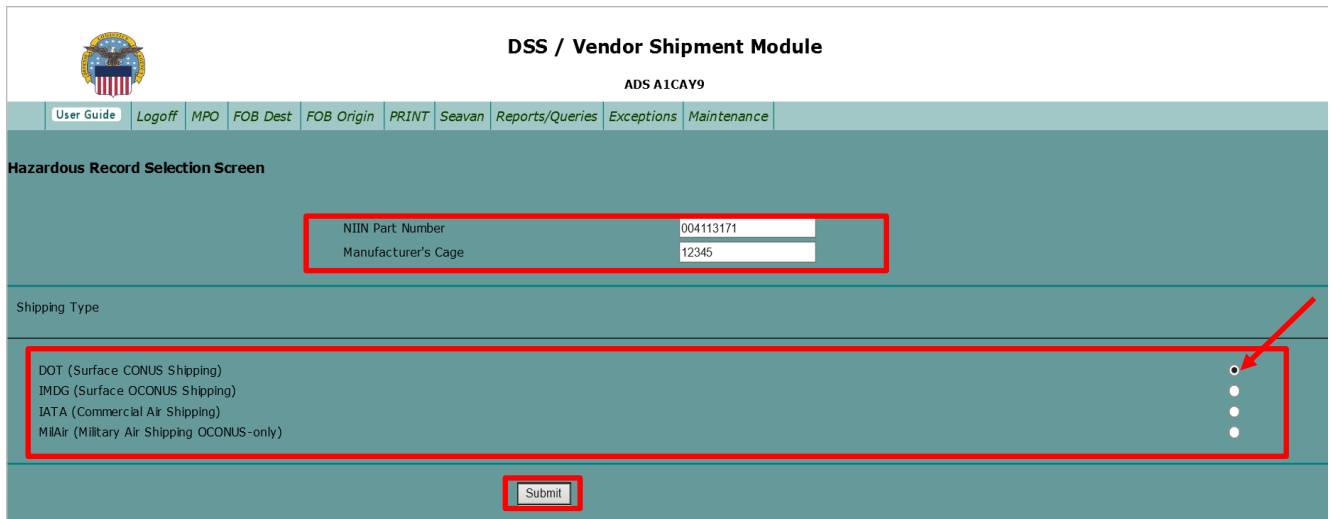 DSS / Vendor Shipment Module
ADS A1CAY9
User Guide Logoff MPO FOB Dest FOB Origin PRINT Seavan Reports/Queries Exceptions Maintenance
Hazardous Record Selection Screen
NIIN Part Number 004113171
Manufacturer's Cage 12345
Shipping Type
DOT (Surface CONUS Shipping)
IMDG (Surface OCONUS Shipping)
IATA (Commercial Air Shipping)
MilAir (Military Air Shipping OCONUS-only)
Submit